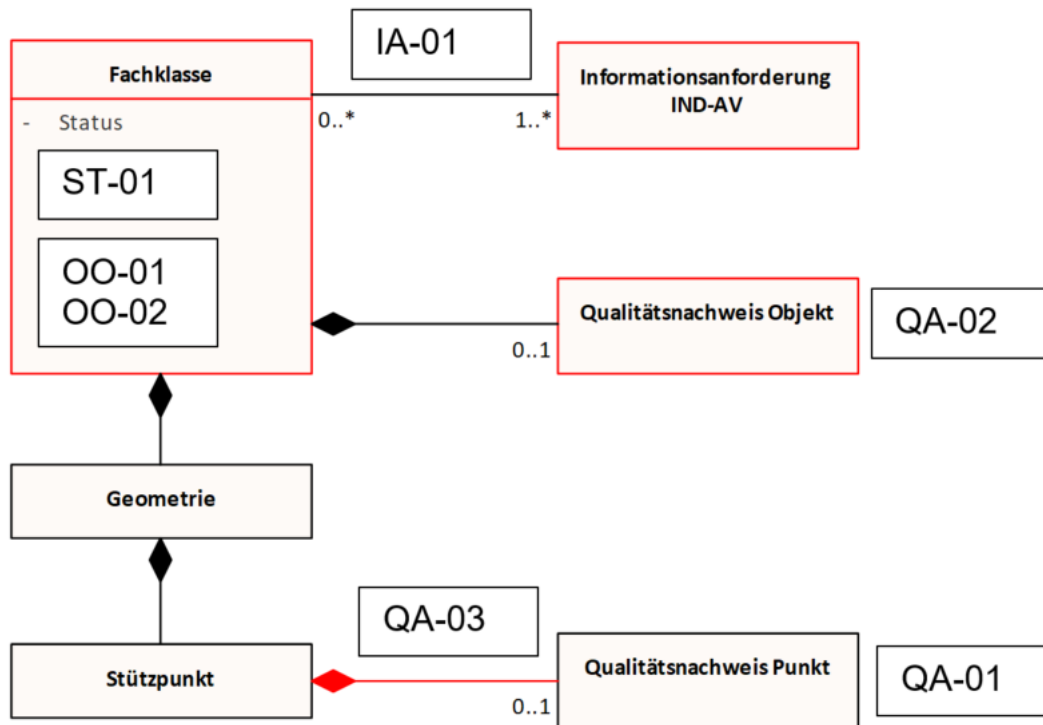 IA-01
Fachklasse
Informationsanforderung
IND-AV
- Status
0..*
1..*
ST-01
OO-01
OO-02
Qualitätsnachweis Objekt
QA-02
0..1
Geometrie
QA-03
Stützpunkt
Qualitätsnachweis Punkt
QA-01
0..1